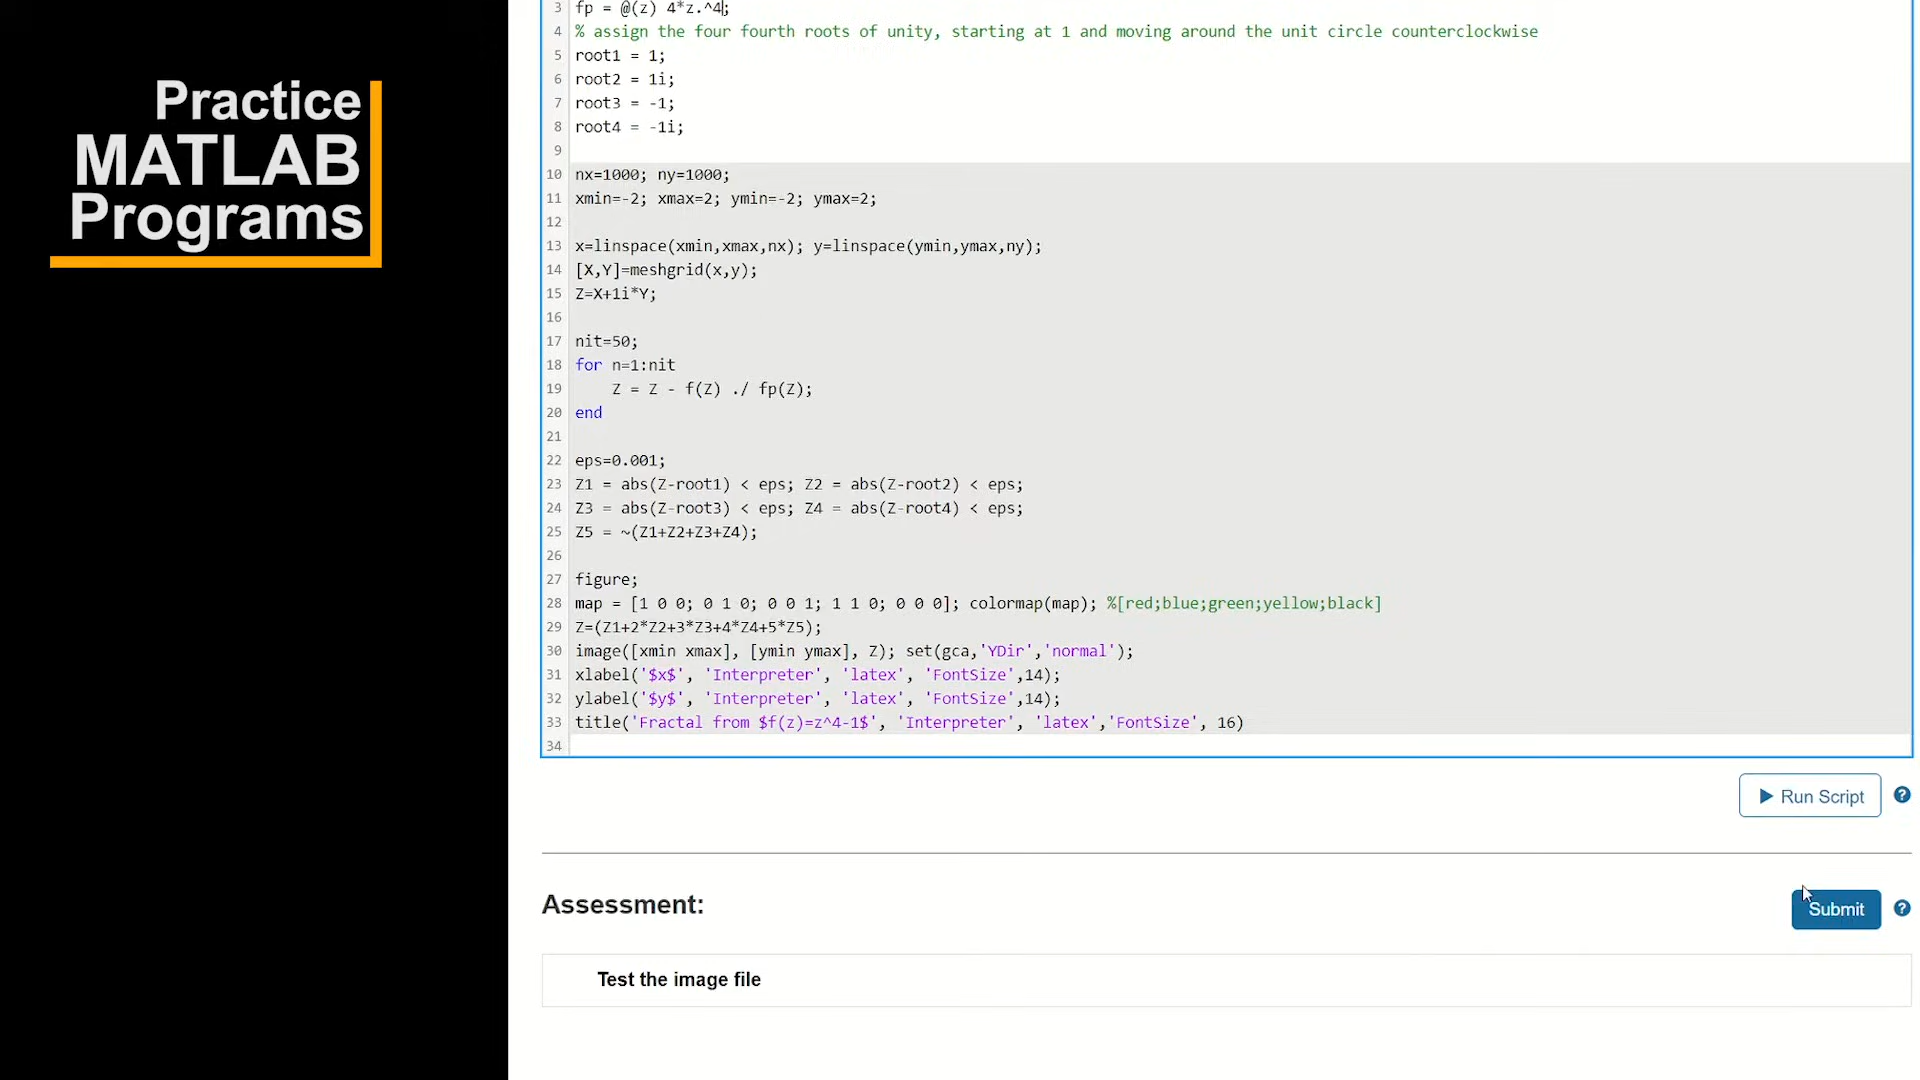 Practice
MATLAB
Programs
3 fp = @(z) 4*z.^4;
4 % assign the four fourth roots of unity, starting at 1 and moving around the unit circle counterclockwise
5 root1 = 1;
6 root2 = 1i;
7 root3 = -1;
8 root4 = -1i;
9
10 nx=1000; ny=1000;
11 xmin=-2; xmax=2; ymin=-2; ymax=2;
12
13 x=linspace(xmin,xmax,nx); y=linspace(ymin,ymax,ny);
14 [X,Y]=meshgrid(x,y);
15 Z=X+1i*Y;
16
17 nit=50;
18 for n=1:nit
19     Z = Z - f(Z) ./ fp(Z);
20 end
21
22 eps=0.001;
23 Z1 = abs(Z-root1) < eps; Z2 = abs(Z-root2) < eps;
24 Z3 = abs(Z-root3) < eps; Z4 = abs(Z-root4) < eps;
25 Z5 = ~(Z1+Z2+Z3+Z4);
26
27 figure;
28 map = [1 0 0; 0 1 0; 0 0 1; 1 1 0; 0 0 0]; colormap(map); %[red;blue;green;yellow;black]
29 Z=(Z1+2*Z2+3*Z3+4*Z4+5*Z5);
30 image([xmin xmax], [ymin ymax], Z); set(gca,'YDir','normal');
31 xlabel('$x$', 'Interpreter', 'latex', 'FontSize',14);
32 ylabel('$y$', 'Interpreter', 'latex', 'FontSize',14);
33 title('Fractal from $f(z)=z^4-1$', 'Interpreter', 'latex','FontSize', 16)
34
Run Script ?
Assessment:
Submit ?
Test the image file